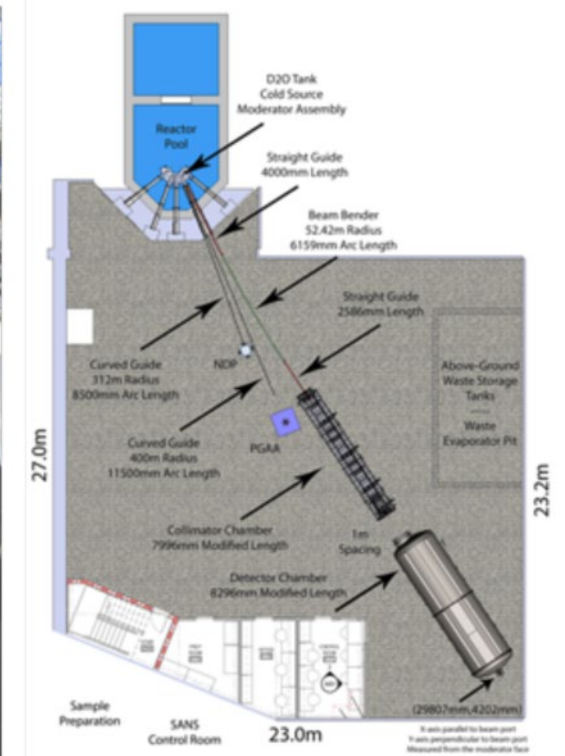 D2O Tank
Cold Source
Moderator Assembly
Reactor
Pool
Straight Guide
4000mm Length
Beam Bender
52.42m Radius
6159mm Arc Length
Straight Guide
2586mm Length
Curved Guide
312m Radius
8500mm Arc Length
NDP
Above-Ground
Waste Storage
Tanks
Waste
Evaporator Pit
Curved Guide
400m Radius
11500mm Arc Length
PGAA
27.0m
23.2m
Collimator Chamber
7996mm Modified Length
1m
Spacing
Detector Chamber
8296mm Modified Length
(29807mm,4202mm)
Sample
Preparation
SANS
Control Room
23.0m
X-axis parallel to beam port
Y-axis perpendicular to beam port
Measured from the moderator face